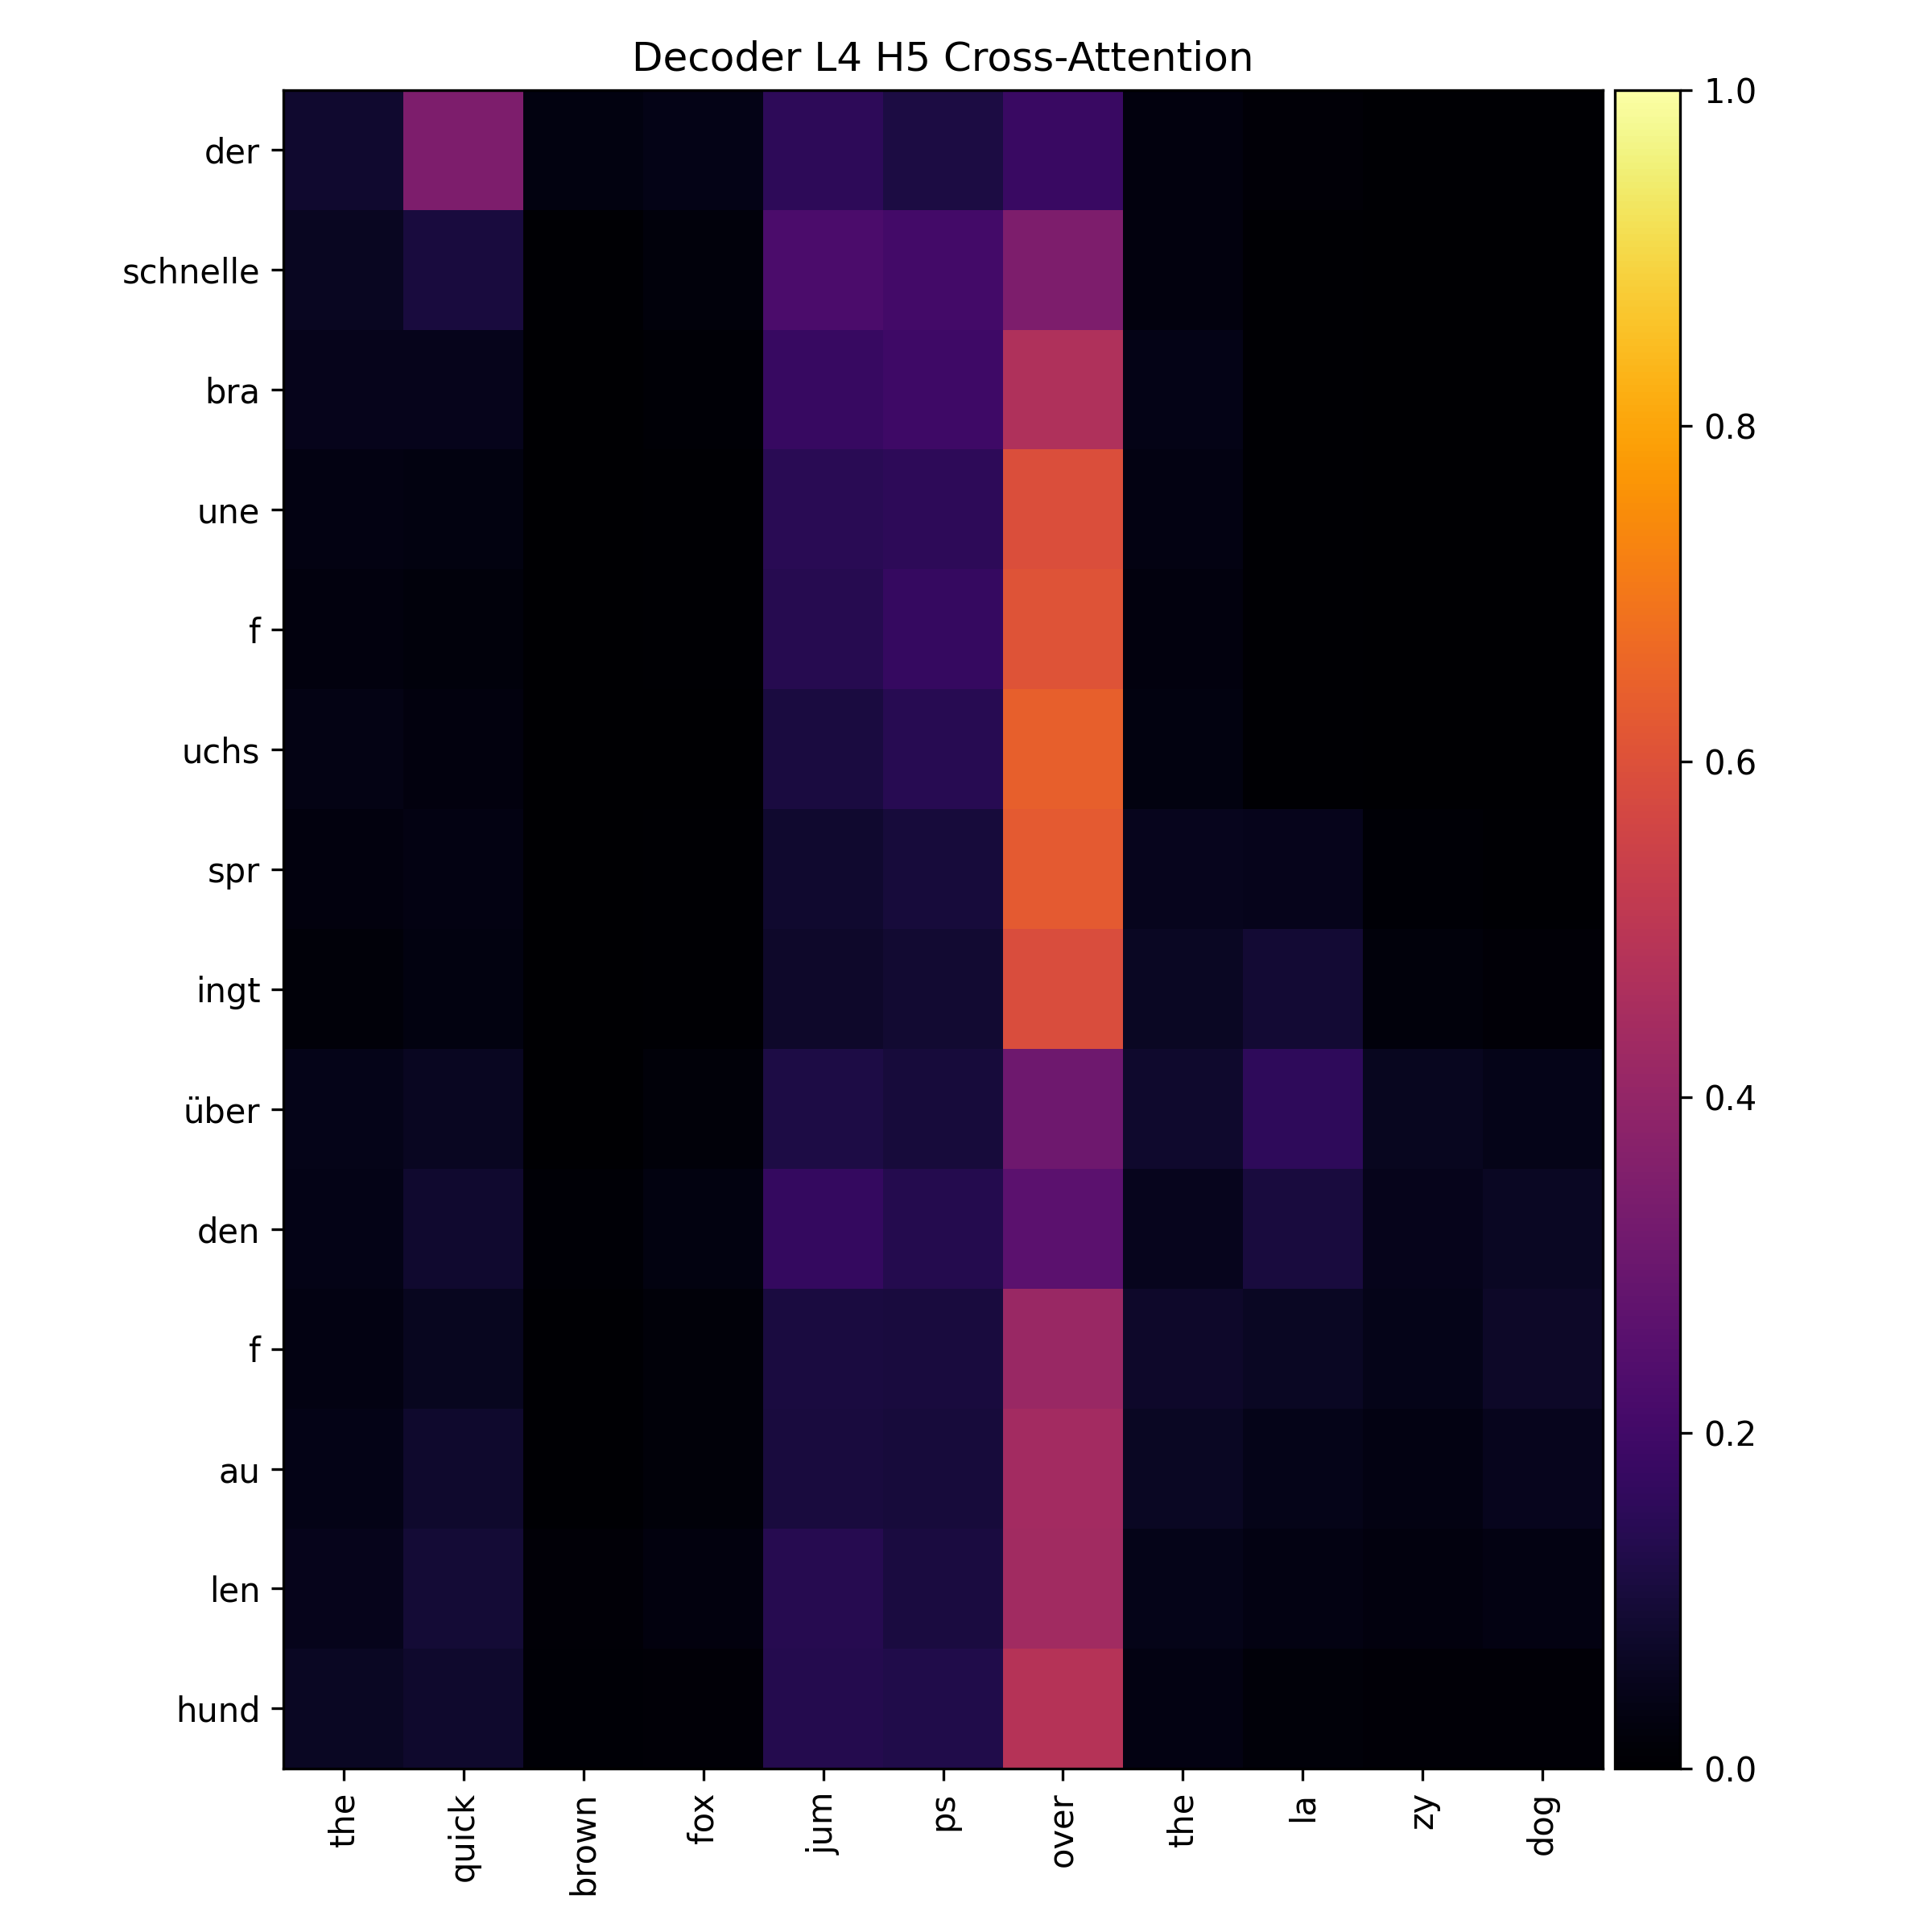 Decoder L4 H5 Cross-Attention
der
schnelle
bra
une
f
uchs
spr
ingt
über
den
f
au
len
hund
the
quick
brown
fox
jum
ps
over
the
la
zy
dog
1.0
0.8
0.6
0.4
0.2
0.0